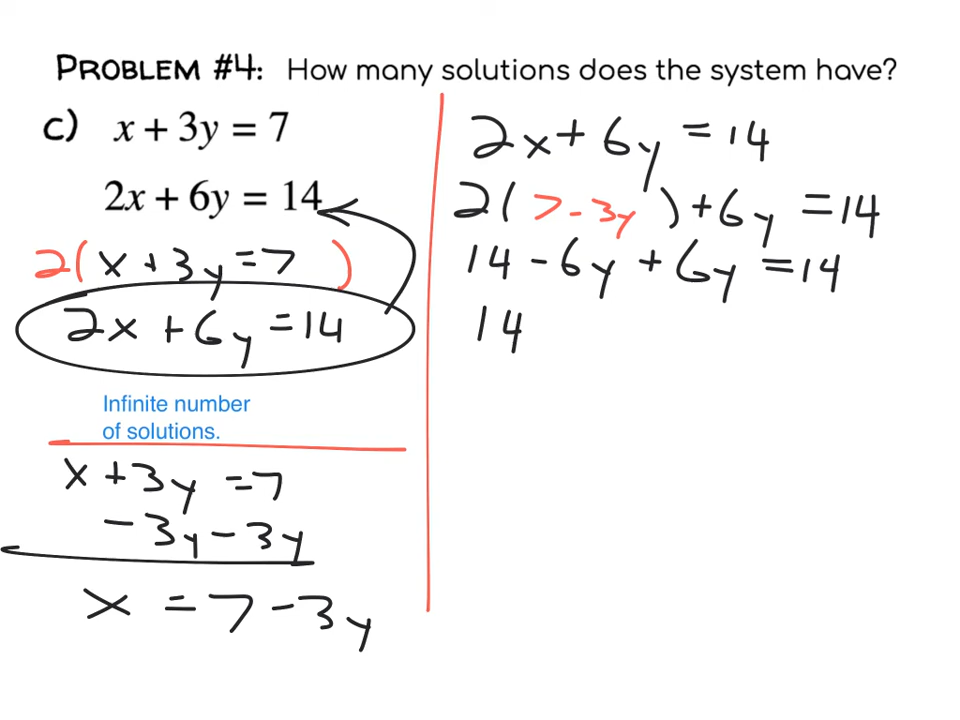 PROBLEM #4: How many solutions does the system have?
c) x + 3y = 7
2x + 6y = 14
2( x + 3y = 7 )
2x + 6y = 14
Infinite number
of solutions.
x + 3y = 7
- 3y - 3y
x = 7 - 3y
2x + 6y = 14
2( 7 - 3y ) + 6y = 14
14 - 6y + 6y = 14
14